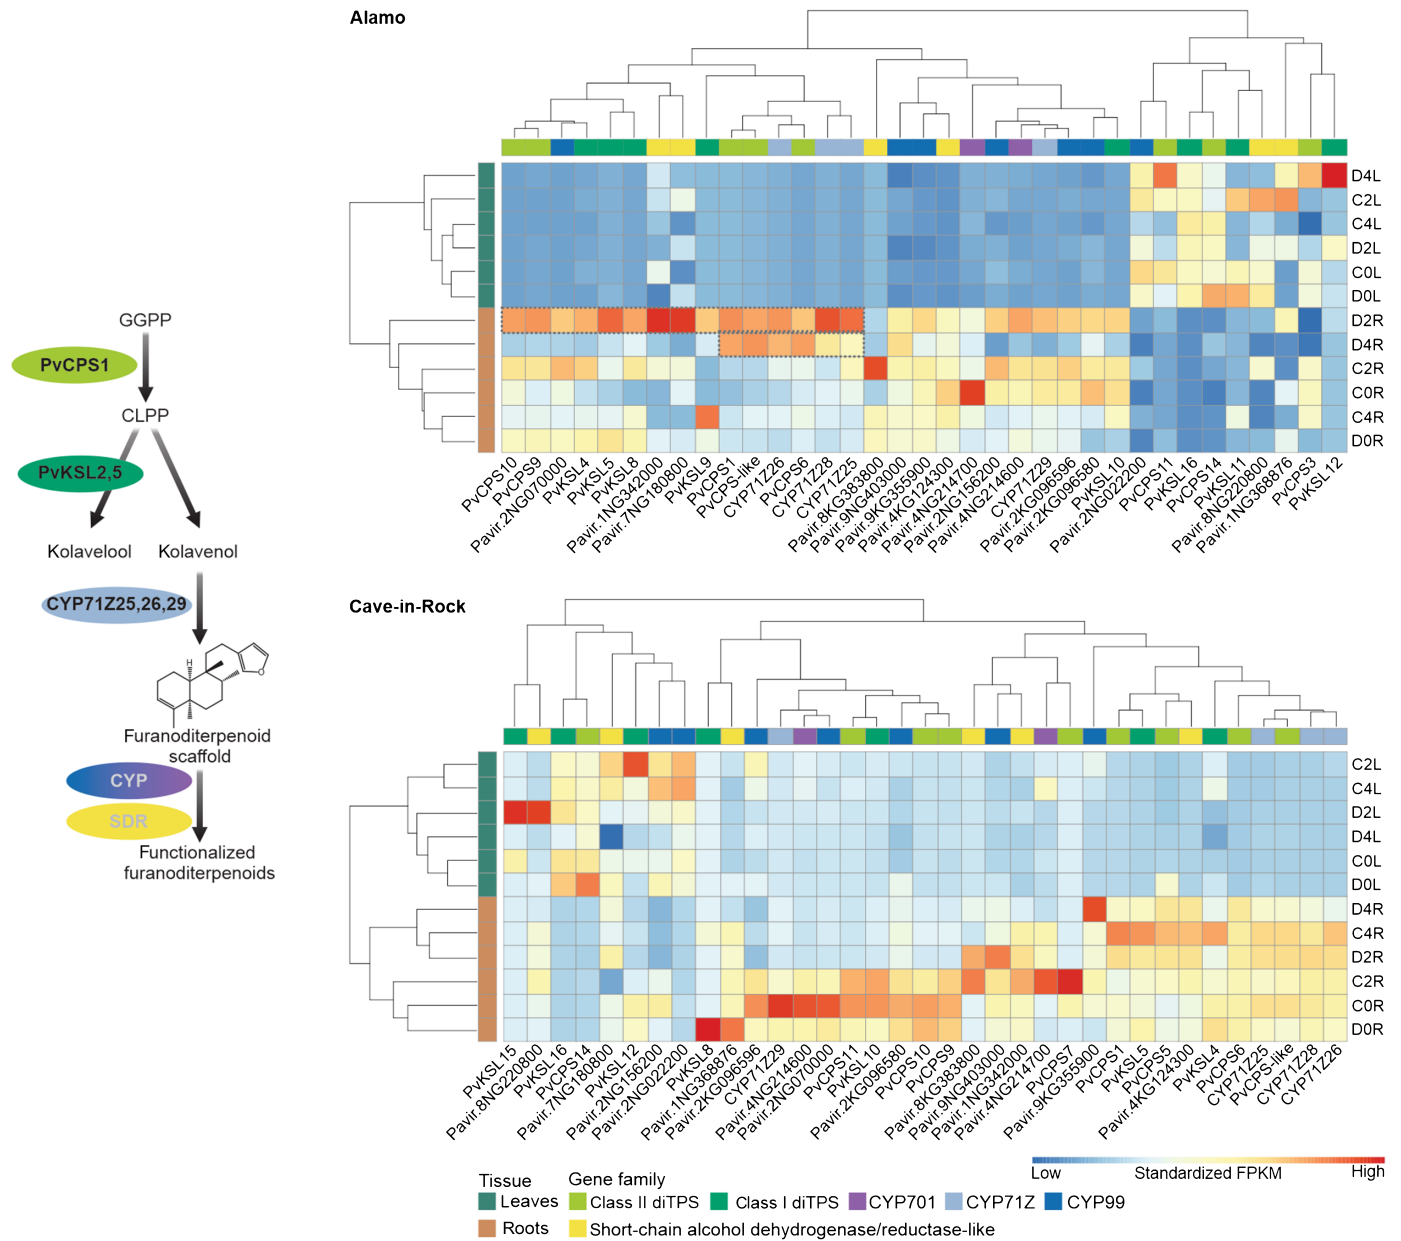 Alamo
GGPP
PvCPS1
CLPP
PvKSL2,5
Kolavelool Kolavenol
CYP71Z25,26,29
H
O
Furanoditerpenoid
scaffold
CYP
SDR
Functionalized
furanoditerpenoids
D4L
C2L
C4L
D2L
C0L
D0L
D2R
D4R
C2R
C0R
C4R
D0R
PvCPS10
PvCPS9
Pavir.2NG070000
PvKSL4
PvKSL5
PvKSL8
Pavir.1NG342000
Pavir.7NG180800
PvKSL9
PvCPS1
PvCPS-like
CYP71Z26
PvCPS6
CYP71Z28
CYP71Z25
Pavir.8KG383800
Pavir.9NG403000
Pavir.9KG355900
Pavir.4KG124300
Pavir.4NG214700
Pavir.2NG156200
Pavir.4NG214600
CYP71Z29
Pavir.2KG096596
Pavir.2KG096580
PvKSL10
Pavir.2NG022200
PvCPS11
PvKSL16
PvCPS14
PvKSL11
Pavir.8NG220800
Pavir.1NG368876
PvCPS3
PvKSL12
Cave-in-Rock
C2L
C4L
D2L
D4L
C0L
D0L
D4R
C4R
D2R
C2R
C0R
D0R
PvKSL15
Pavir.8NG220800
PvKSL16
PvCPS14
Pavir.7NG180800
PvKSL12
Pavir.2NG156200
Pavir.2NG022200
PvKSL8
Pavir.1NG368876
Pavir.2KG096596
CYP71Z29
Pavir.4NG214600
Pavir.2NG070000
PvCPS11
PvKSL10
Pavir.2KG096580
PvCPS10
PvCPS9
Pavir.8KG383800
Pavir.9NG403000
Pavir.1NG342000
Pavir.4NG214700
PvCPS7
Pavir.9KG355900
PvCPS1
PvKSL5
PvCPS5
Pavir.4KG124300
PvKSL4
PvCPS6
CYP71Z25
PvCPS-like
CYP71Z28
CYP71Z26
Low Standardized FPKM High
Tissue Gene family
Leaves Class II diTPS Class I diTPS CYP701 CYP71Z CYP99
Roots Short-chain alcohol dehydrogenase/reductase-like